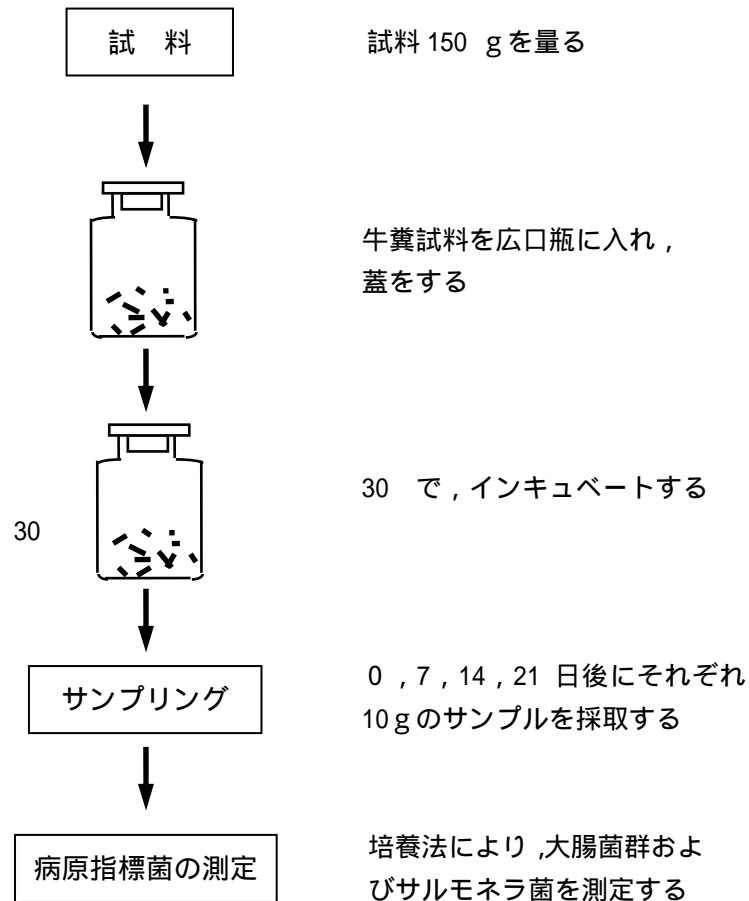 試　料
試料 150 ｇを量る
牛糞試料を広口瓶に入れ，
蓋をする
30　で，インキュベートする
30
サンプリング
0 ，7，14，21 日後にそれぞれ
10ｇのサンプルを採取する
病原指標菌の測定
培養法により，大腸菌群およ
びサルモネラ菌を測定する